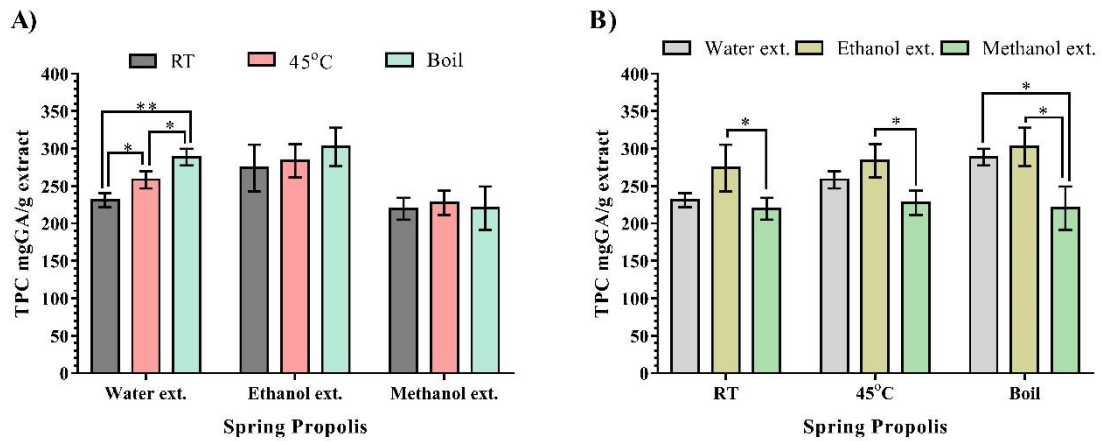 A)
RT 45°C Boil
TPC mgGA/g extract
400
350
300
250
200
150
100
50
0
**
*
*
Water ext. Ethanol ext. Methanol ext.
Spring Propolis
B)
Water ext. Ethanol ext. Methanol ext.
TPC mgGA/g extract
400
350
300
250
200
150
100
50
0
*
*
*
*
RT 45°C Boil
Spring Propolis